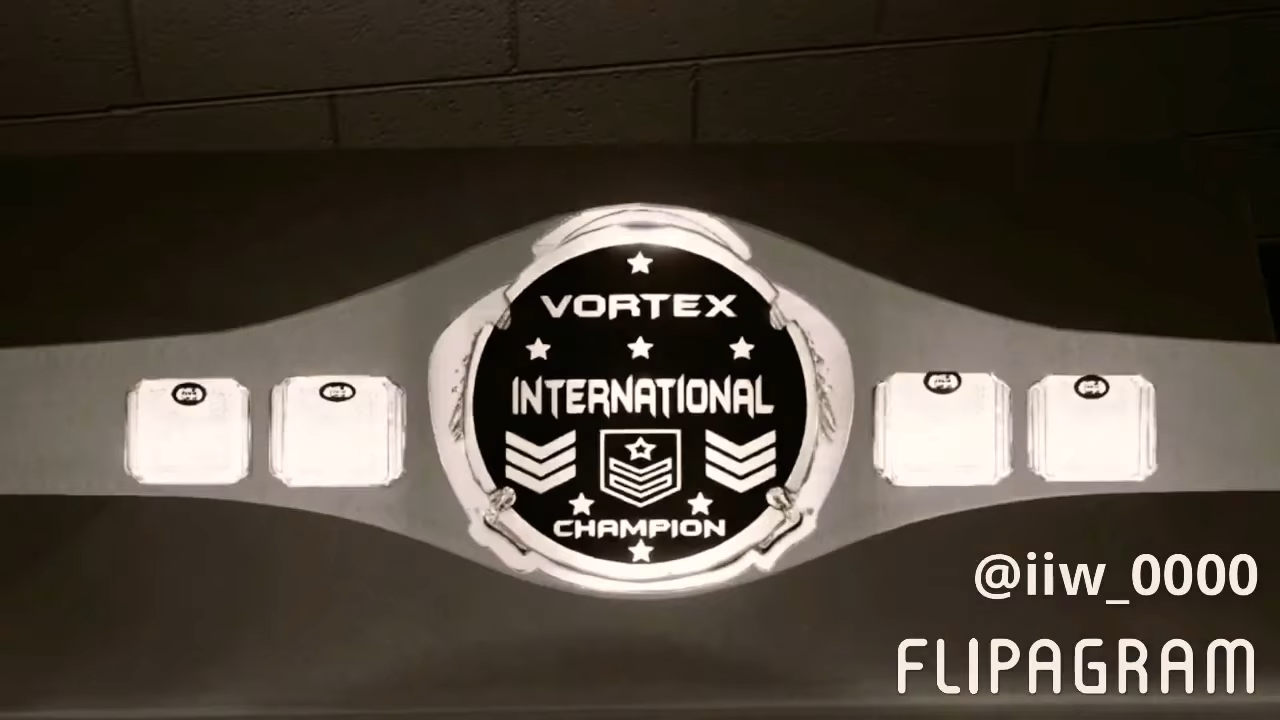 VORTEX
INTERNATIONAL
CHAMPION
@iiw_0000
FLIPAGRAM